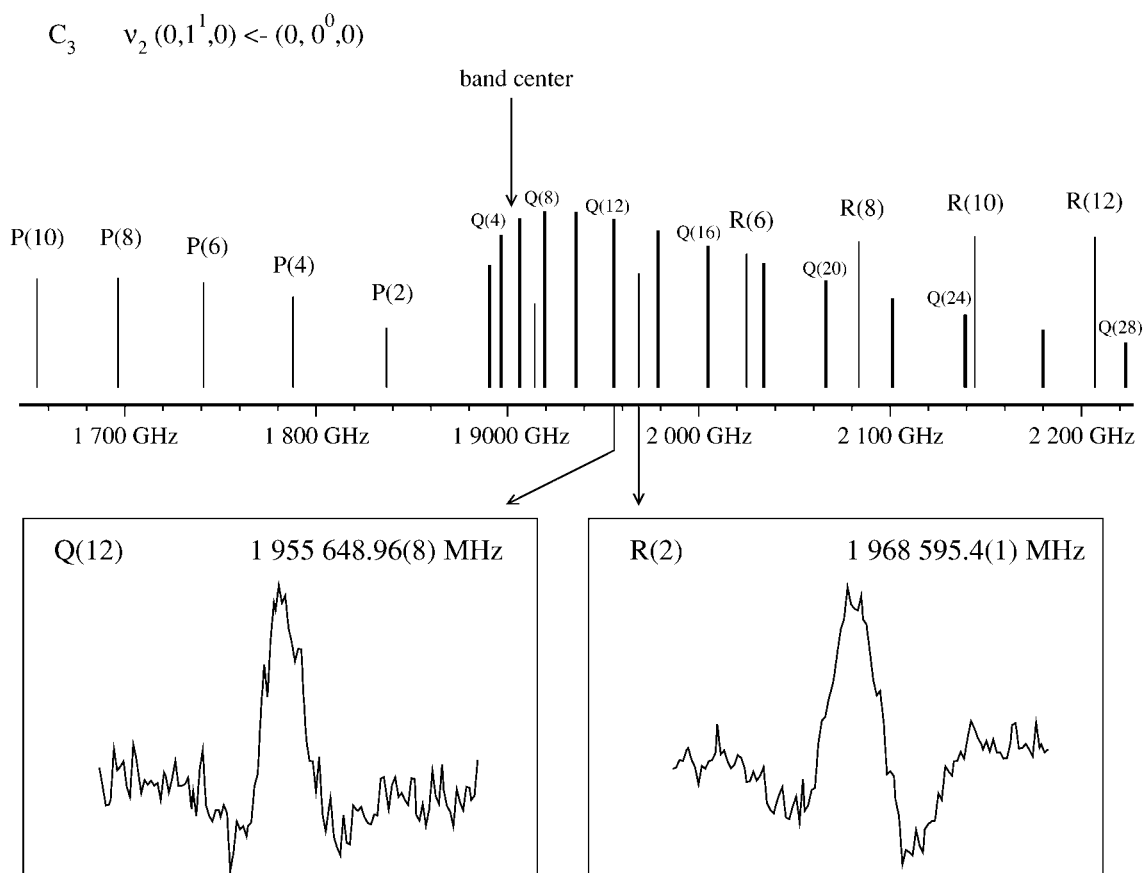 C₃ ν₂ (0,1¹,0) <- (0, 0⁰,0)
band center
P(10) P(8) P(6) P(4) P(2) Q(4) Q(8) Q(12) Q(16) R(6) Q(20) R(8) Q(24) R(10) R(12) Q(28)
1 700 GHz 1 800 GHz 1 9000 GHz 2 000 GHz 2 100 GHz 2 200 GHz
Q(12) 1 955 648.96(8) MHz
R(2) 1 968 595.4(1) MHz